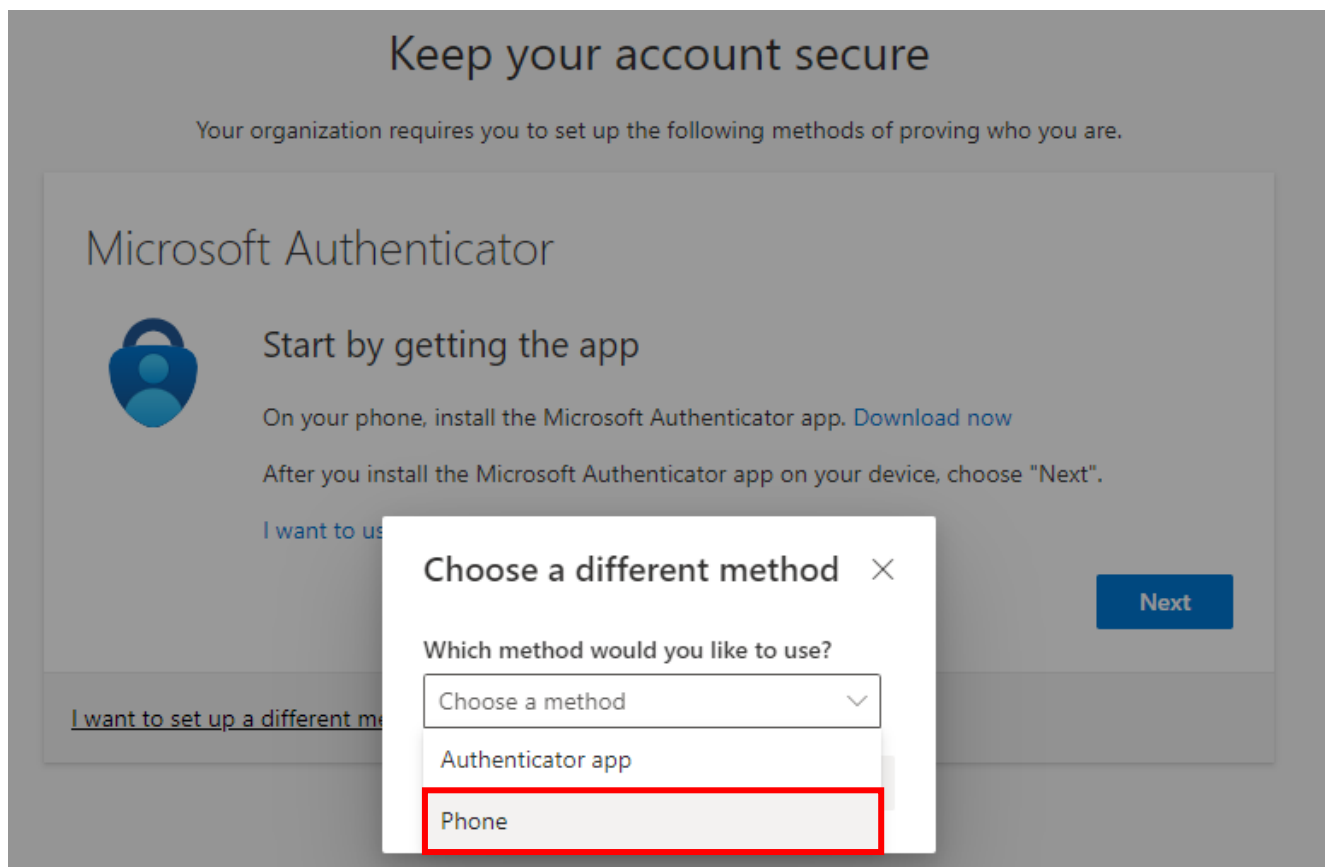 Keep your account secure
Your organization requires you to set up the following methods of proving who you are.
Microsoft Authenticator
Start by getting the app
On your phone, install the Microsoft Authenticator app. Download now
After you install the Microsoft Authenticator app on your device, choose "Next".
I want to
Choose a different method
Next
Which method would you like to use?
Choose a method
I want to set up a different
Authenticator app
Phone